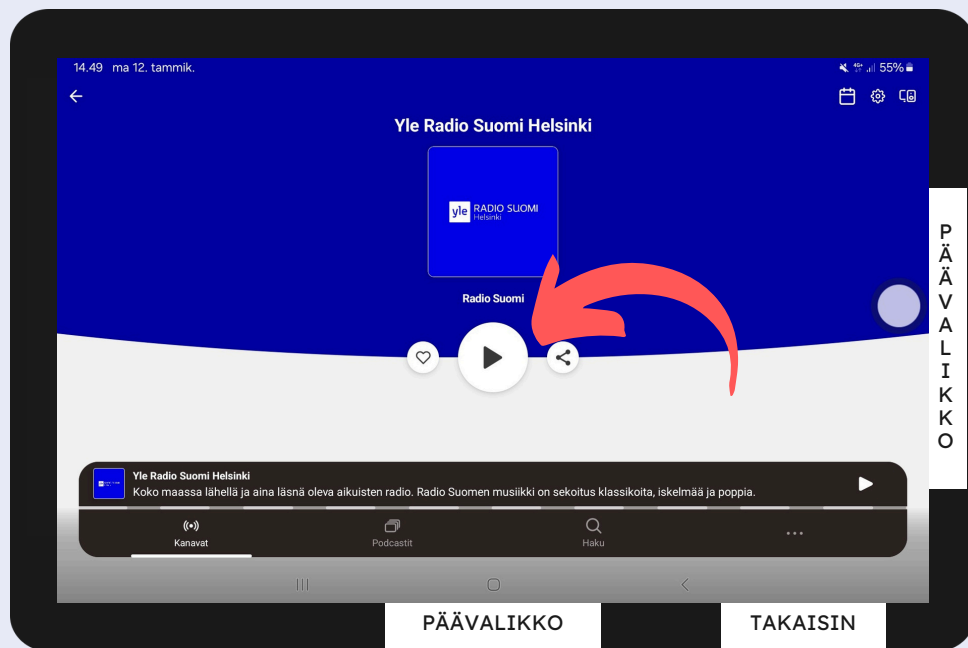 14.49 ma 12. tammik.
4G+ 55%
Yle Radio Suomi Helsinki
yle RADIO SUOMI
Helsinki
Radio Suomi
Yle Radio Suomi Helsinki
Koko maassa lähellä ja aina läsnä oleva aikuisten radio. Radio Suomen musiikki on sekoitus klassikoita, iskelmää ja poppia.
Kanavat Podcastit Haku
PÄÄVALIKKO
PÄÄVALIKKO TAKAISIN